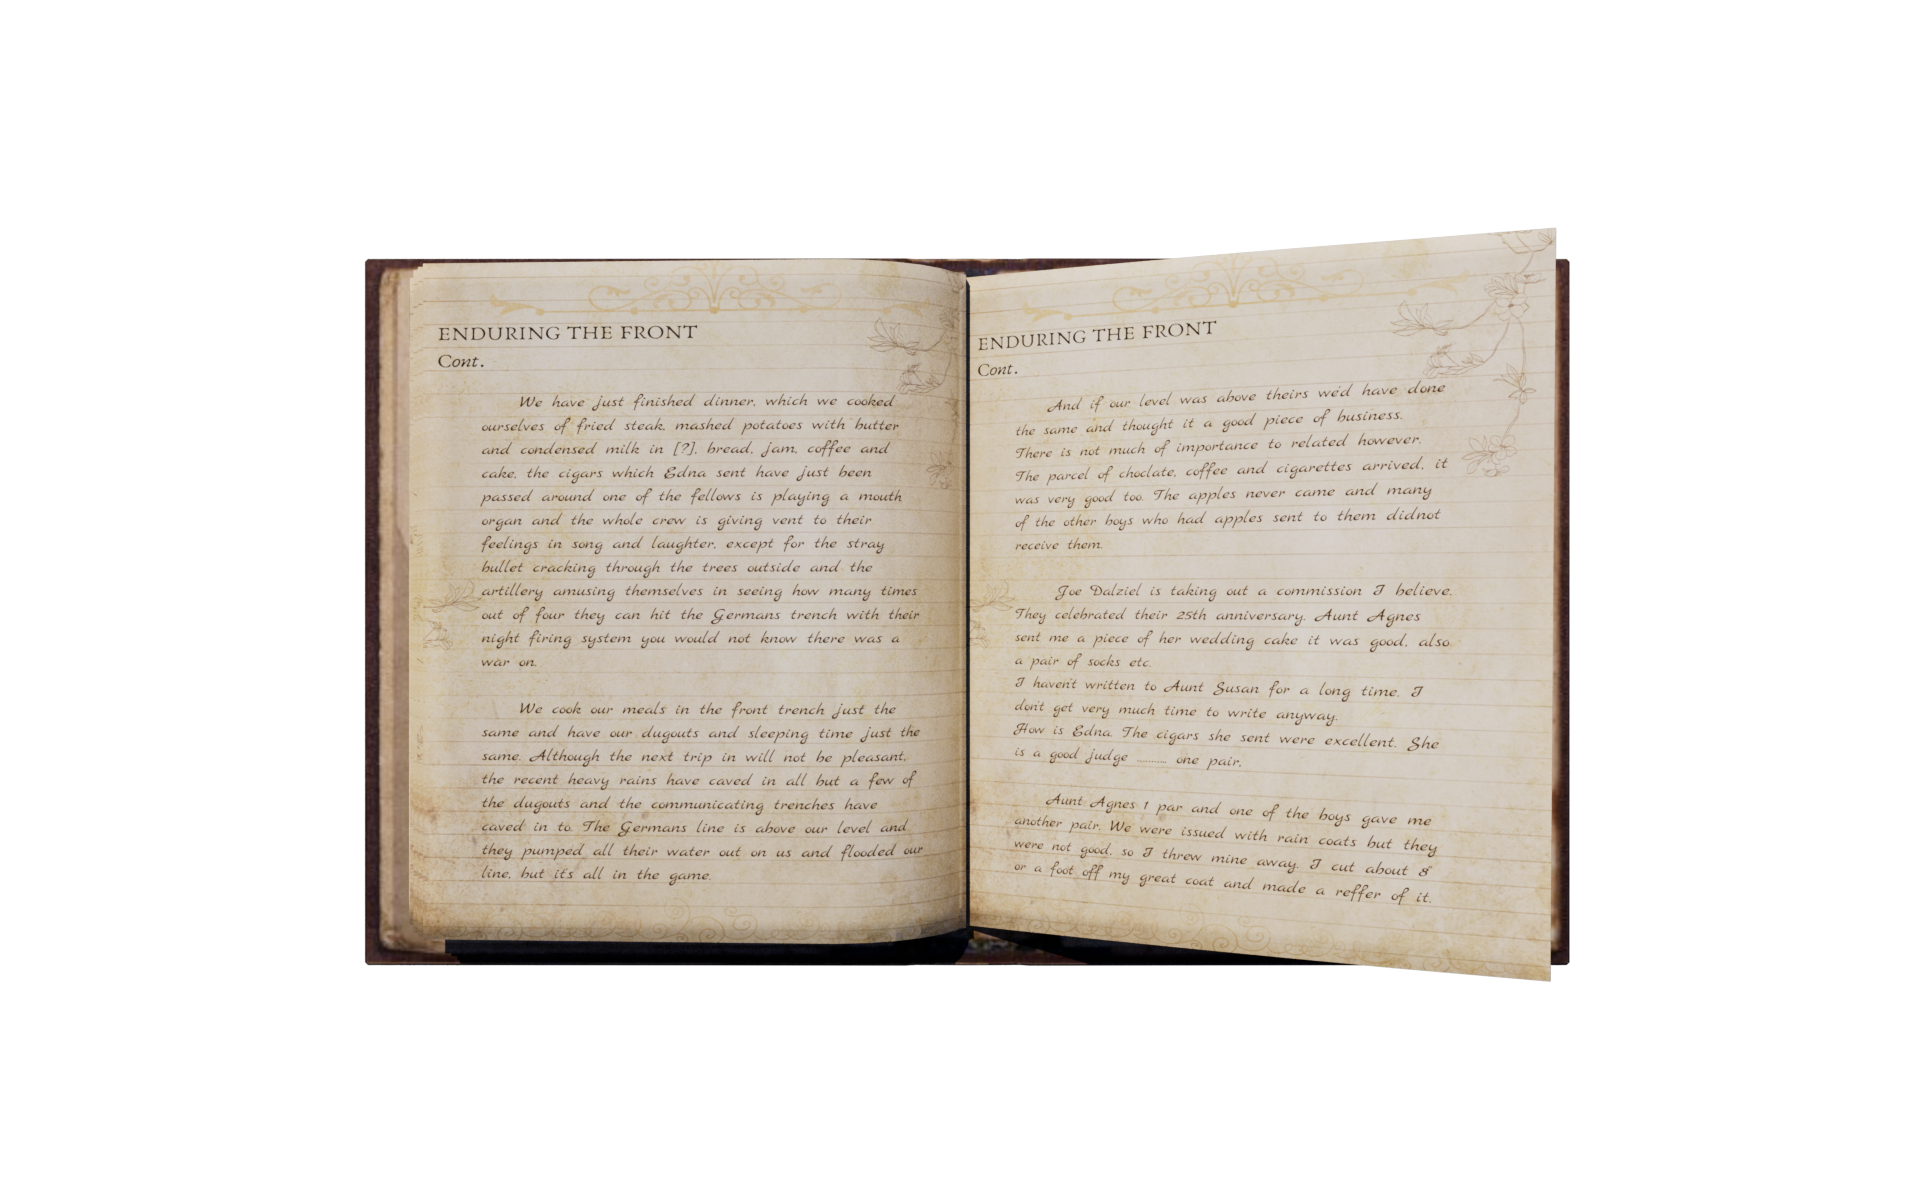 ENDURING THE FRONT
Cont.
We have just finished dinner, which we cooked
ourselves of fried steak, mashed potatoes with butter
and condensed milk in [?], bread, jam, coffee and
cake, the cigars which Edna sent have just been
passed around one of the fellows is playing a mouth
organ and the whole crew is giving vent to their
feelings in song and laughter, except for the stray
bullet cracking through the trees outside and the
artillery amusing themselves in seeing how many times
out of four they can hit the Germans trench with their
night firing system you would not know there was a
war on.
We cook our meals in the front trench just the
same and have our dugouts and sleeping time just the
same. Although the next trip in will not be pleasant,
the recent heavy rains have caved in all but a few of
the dugouts and the communicating trenches have
caved in to. The Germans line is above our level and
they pumped all their water out on us and flooded our
line, but it's all in the game.
ENDURING THE FRONT
Cont.
And if our level was above theirs we'd have done
the same and thought it a good piece of business.
There is not much of importance to related however.
The parcel of choclate, coffee and cigarettes arrived, it
was very good too. The apples never came and many
of the other boys who had apples sent to them didnot
receive them.
Joe Dalziel is taking out a commission I believe.
They celebrated their 25th anniversary. Aunt Agnes
sent me a piece of her wedding cake it was good, also
a pair of socks etc.
I haven't written to Aunt Susan for a long time. I
don't get very much time to write anyway.
How is Edna. The cigars she sent were excellent. She
is a good judge ........... one pair,
Aunt Agnes 1 par and one of the boys gave me
another pair. We were issued with rain coats but they
were not good, so I threw mine away. I cut about 8"
or a foot off my great coat and made a reffer of it.